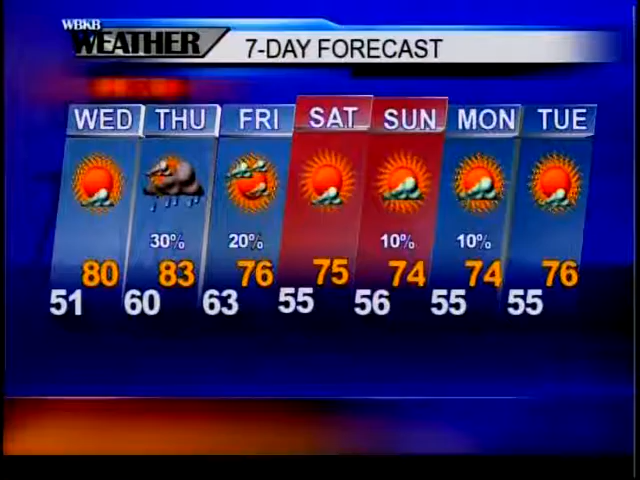 WBKB
WEATHER
7-DAY FORECAST
WED THU FRI SAT SUN MON TUE
30% 20% 10% 10%
80 83 76 75 74 74 76
51 60 63 55 56 55 55